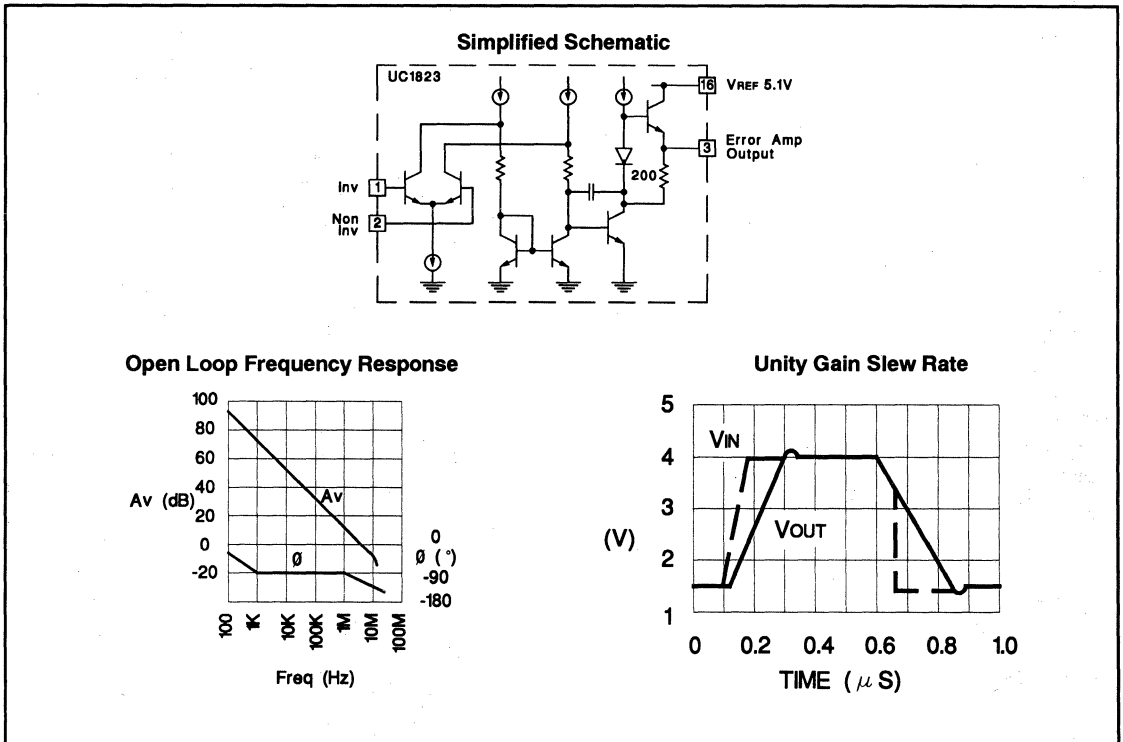 Simplified Schematic
UC1823
16 VREF 5.1V
3 Error Amp
Output
200
Inv 1
Non
Inv 2
Open Loop Frequency Response
100
80
60
40
20
0
-20
Av (dB)
Av
Ø
0
Ø (°)
-90
-180
100 1K 10K 100K 1M 10M 100M
Freq (Hz)
Unity Gain Slew Rate
5
4
3
2
1
(V)
VIN
VOUT
0 0.2 0.4 0.6 0.8 1.0
TIME (μ S)